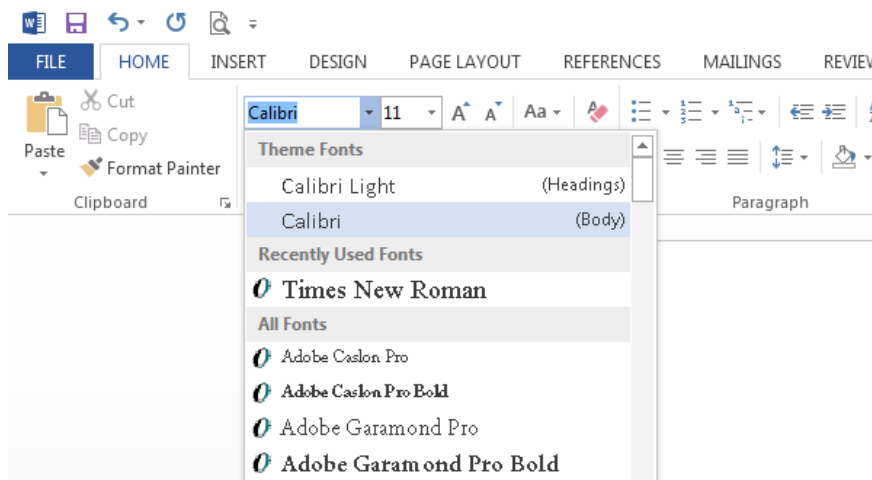 FILE HOME INSERT DESIGN PAGE LAYOUT REFERENCES MAILINGS
Cut
Copy
Paste
Format Painter
Clipboard
Calibri 11 Aa
Paragraph
Theme Fonts
Calibri Light (Headings)
Calibri (Body)
Recently Used Fonts
Times New Roman
All Fonts
Adobe Caslon Pro
Adobe Caslon Pro Bold
Adobe Garamond Pro
Adobe Garamond Pro Bold